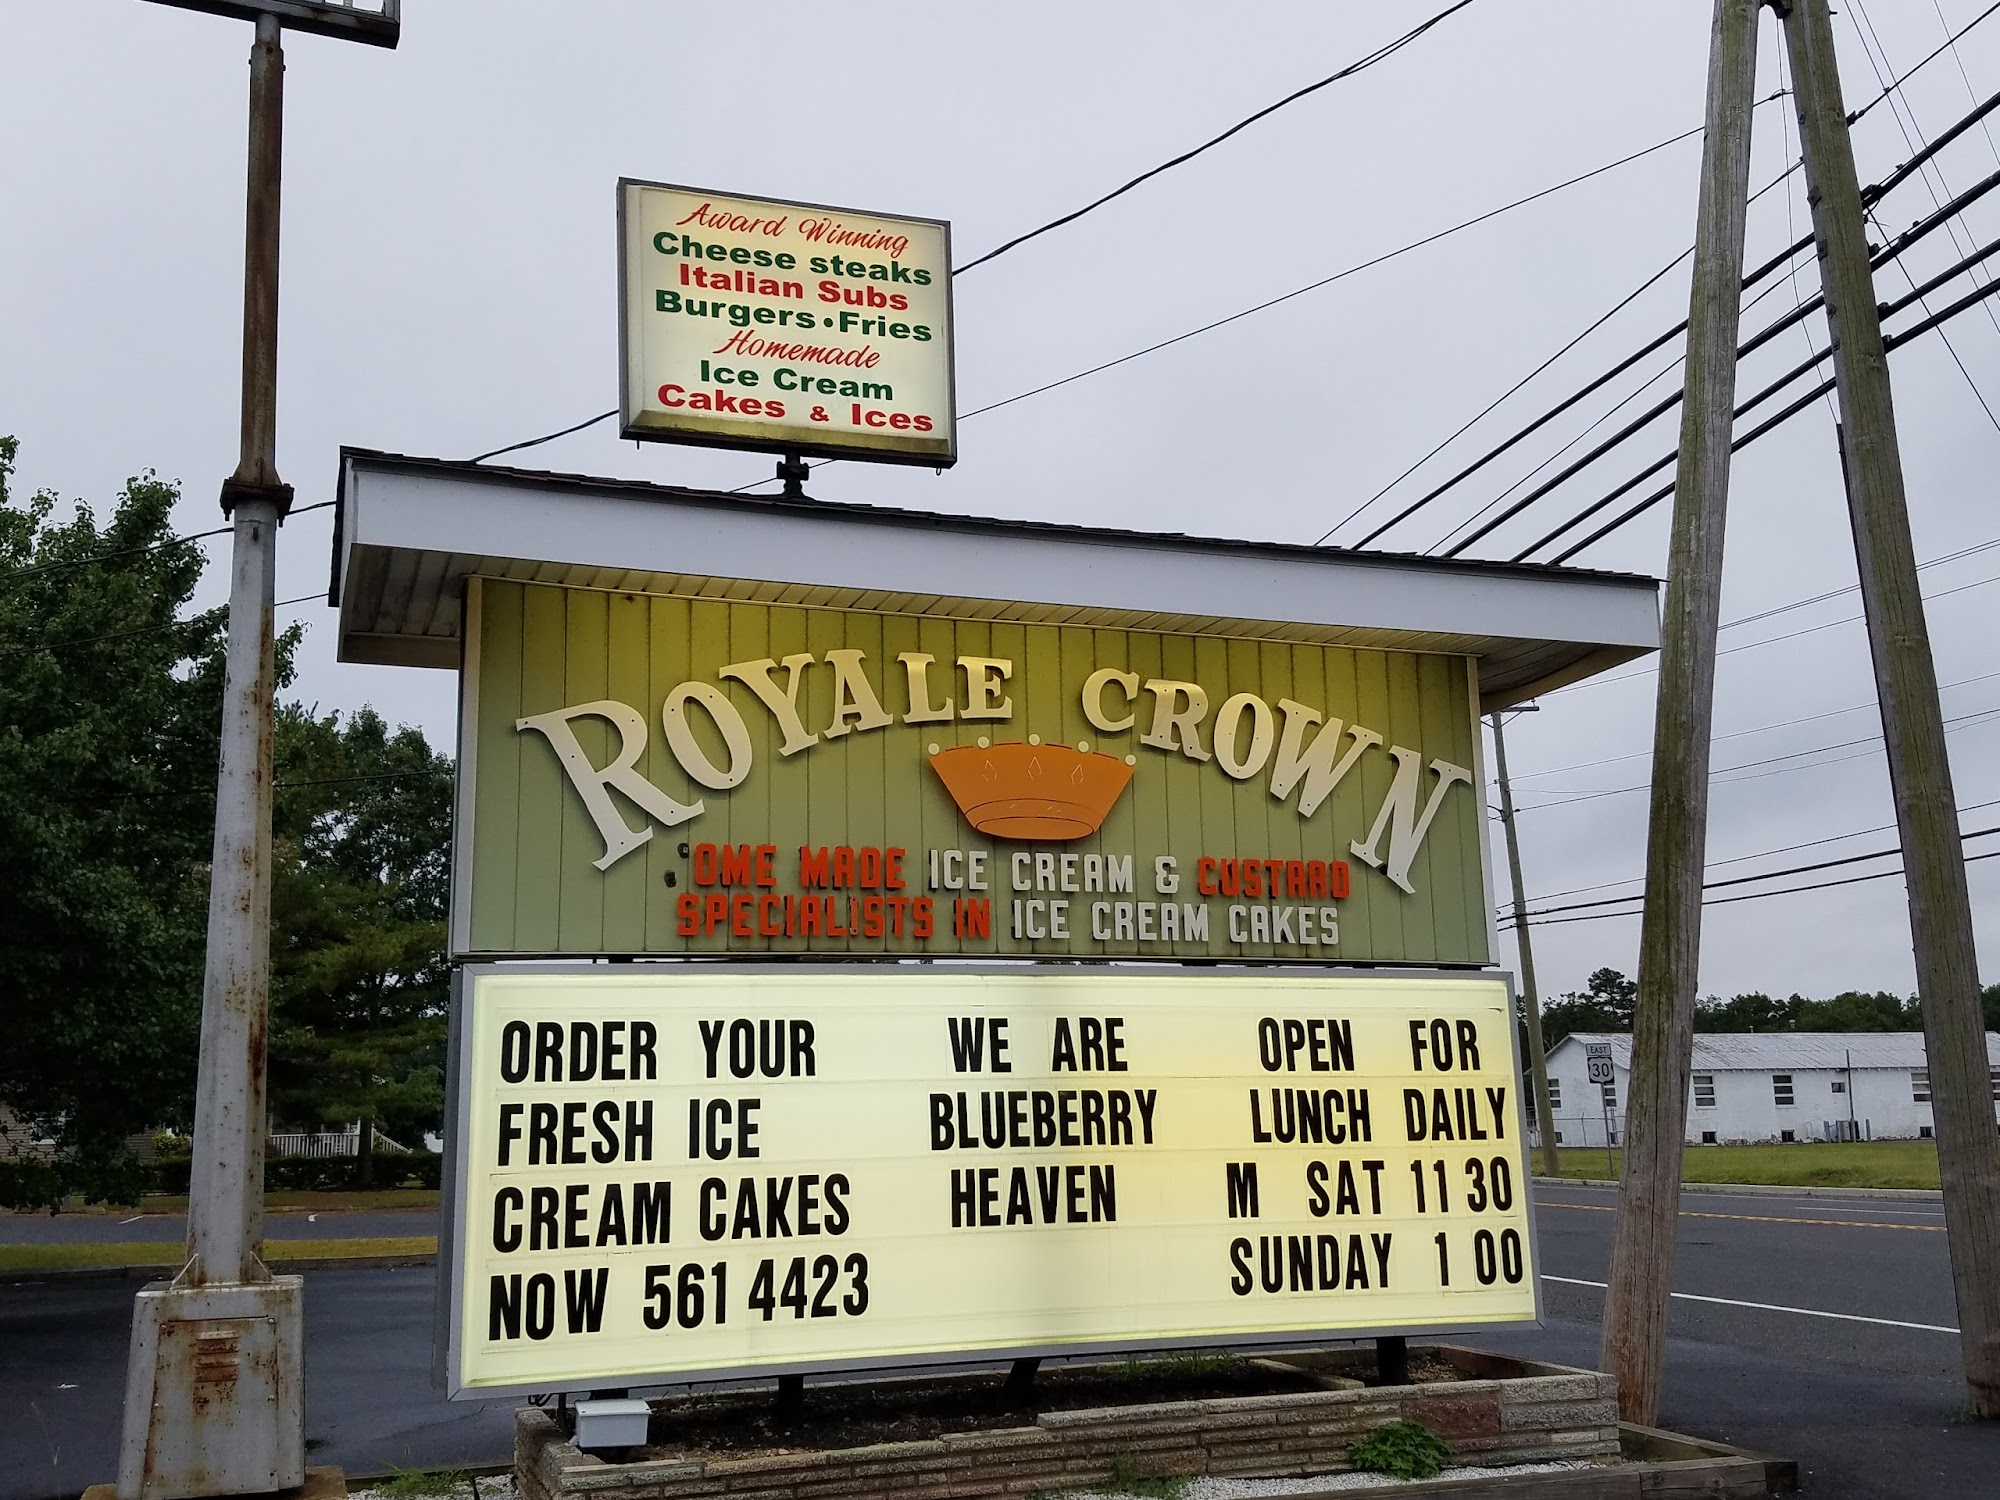 Award Winning
Cheese steaks
Italian Subs
Burgers • Fries
Homemade
Ice Cream
Cakes & Ices
ROYALE CROWN
OME MADE ICE CREAM & CUSTARD
SPECIALISTS IN ICE CREAM CAKES
ORDER YOUR
FRESH ICE
CREAM CAKES
NOW 561 4423
WE ARE
BLUEBERRY
HEAVEN
OPEN FOR
LUNCH DAILY
M SAT 11 30
SUNDAY 1 00
EAST
30